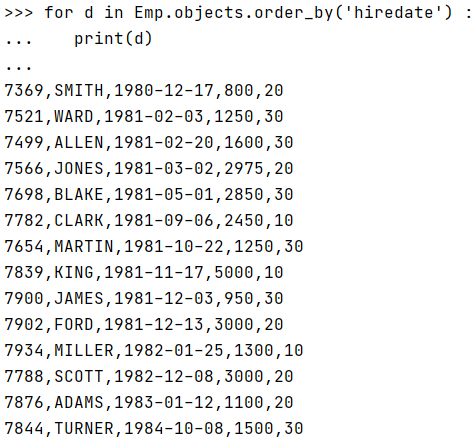 >>> for d in Emp.objects.order_by('hiredate') :
...    print(d)
...
7369,SMITH,1980-12-17,800,20
7521,WARD,1981-02-03,1250,30
7499,ALLEN,1981-02-20,1600,30
7566,JONES,1981-03-02,2975,20
7698,BLAKE,1981-05-01,2850,30
7782,CLARK,1981-09-06,2450,10
7654,MARTIN,1981-10-22,1250,30
7839,KING,1981-11-17,5000,10
7900,JAMES,1981-12-03,950,30
7902,FORD,1981-12-13,3000,20
7934,MILLER,1982-01-25,1300,10
7788,SCOTT,1982-12-08,3000,20
7876,ADAMS,1983-01-12,1100,20
7844,TURNER,1984-10-08,1500,30